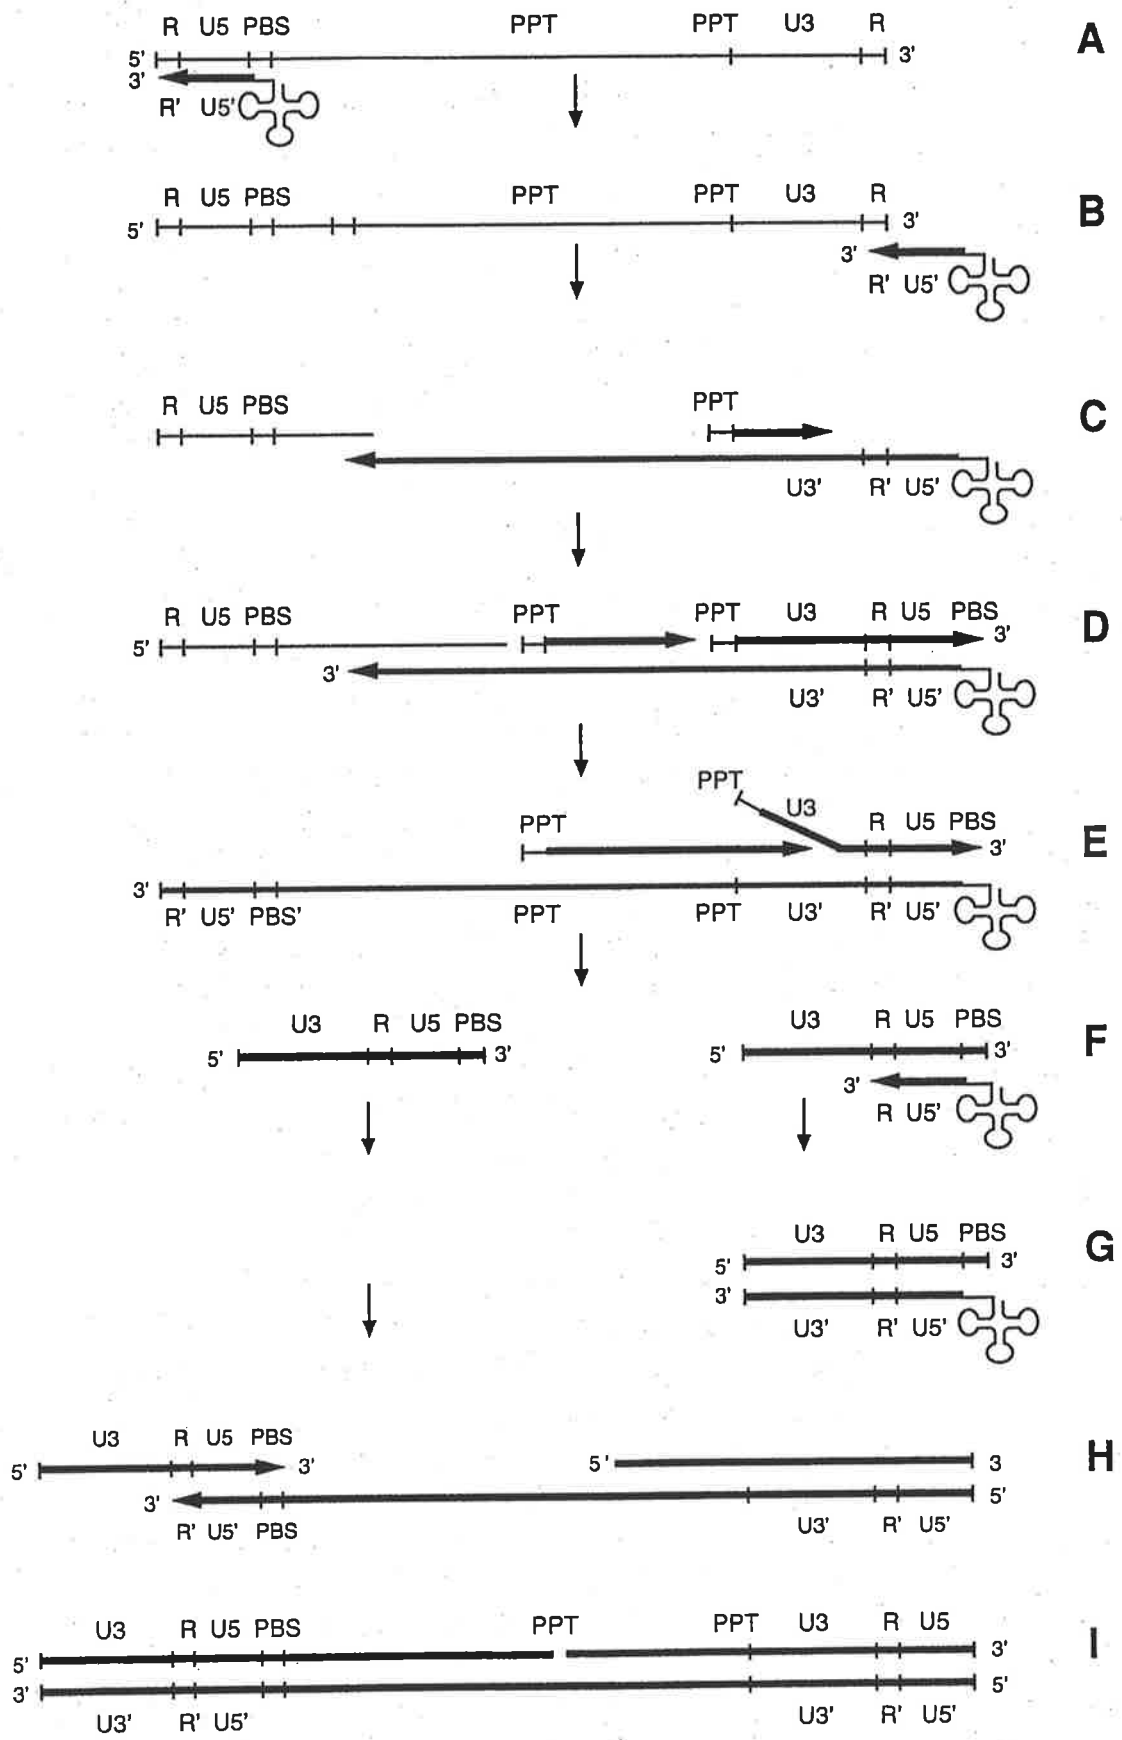 R U5 PBS PPT PPT U3 R A
5' 3'
3'
R' U5'
R U5 PBS PPT PPT U3 R B
5' 3'
3'
R' U5'
R U5 PBS PPT C
U3' R' U5'
R U5 PBS PPT PPT U3 R U5 PBS D
5' 3'
3'
U3' R' U5'
PPT U3
PPT R U5 PBS E
3'
3'
R' U5' PBS' PPT PPT U3' R' U5'
U3 R U5 PBS U3 R U5 PBS F
5' 3' 5' 3'
3'
R U5'
U3 R U5 PBS G
5' 3'
3'
U3' R' U5'
U3 R U5 PBS H
5' 3' 5' 3
3' 5'
R' U5' PBS U3' R' U5'
U3 R U5 PBS PPT PPT U3 R U5 I
5' 3'
3' 5'
U3' R' U5' U3' R' U5'